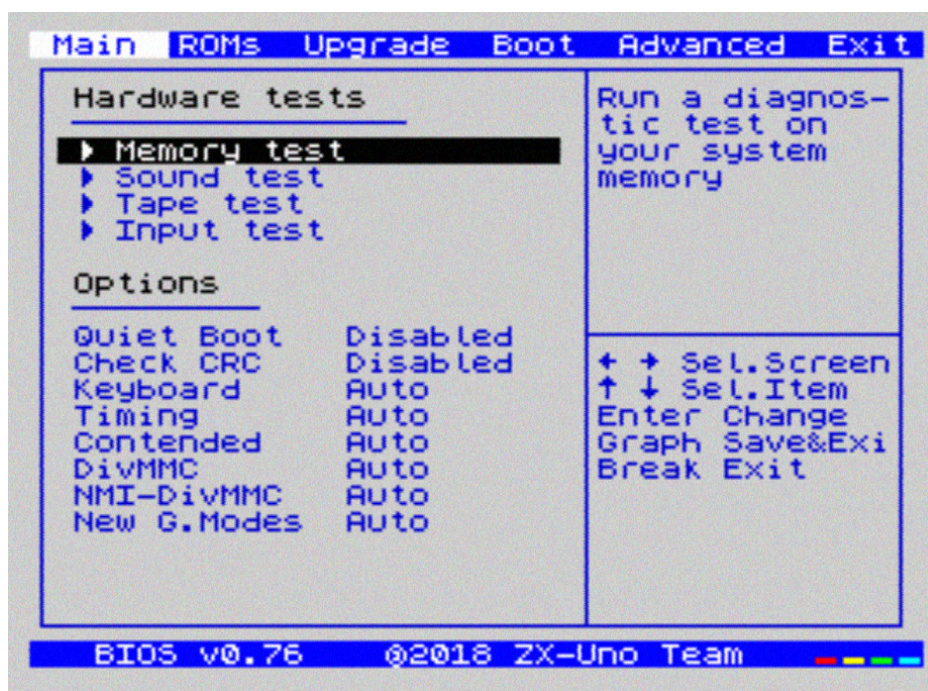 Main ROMs Upgrade Boot Advanced Exit
Hardware tests
Memory test
Sound test
Tape test
Input test
Options
Quiet Boot Disabled
Check CRC Disabled
Keyboard Auto
Timing Auto
Contended Auto
DivMMC Auto
NMI-DivMMC Auto
New G.Modes Auto
Run a diagnos-
tic test on
your system
memory
← → Sel.Screen
↑ ↓ Sel.Item
Enter Change
Graph Save&Exi
Break Exit
BIOS v0.76 ©2018 ZX-Uno Team